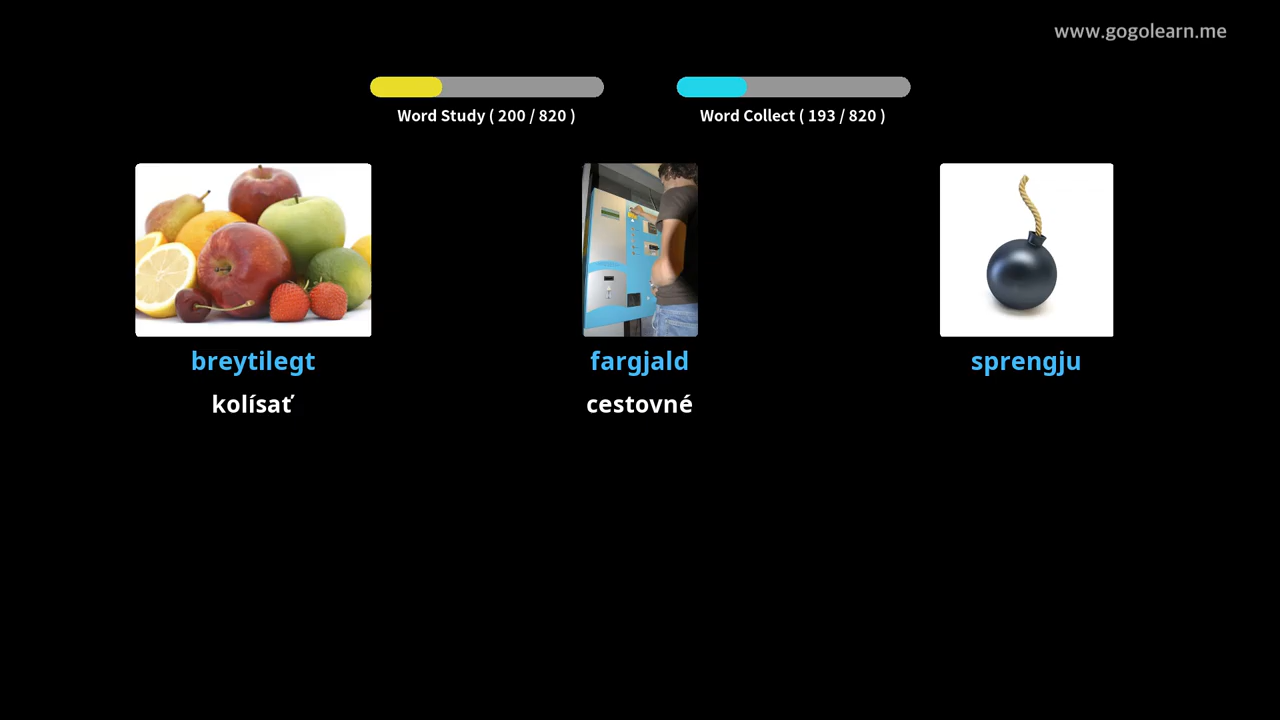 www.gogolearn.me
Word Study ( 200 / 820 )
Word Collect ( 193 / 820 )
breytilegt
fargjald
sprengju
kolísať
cestovné